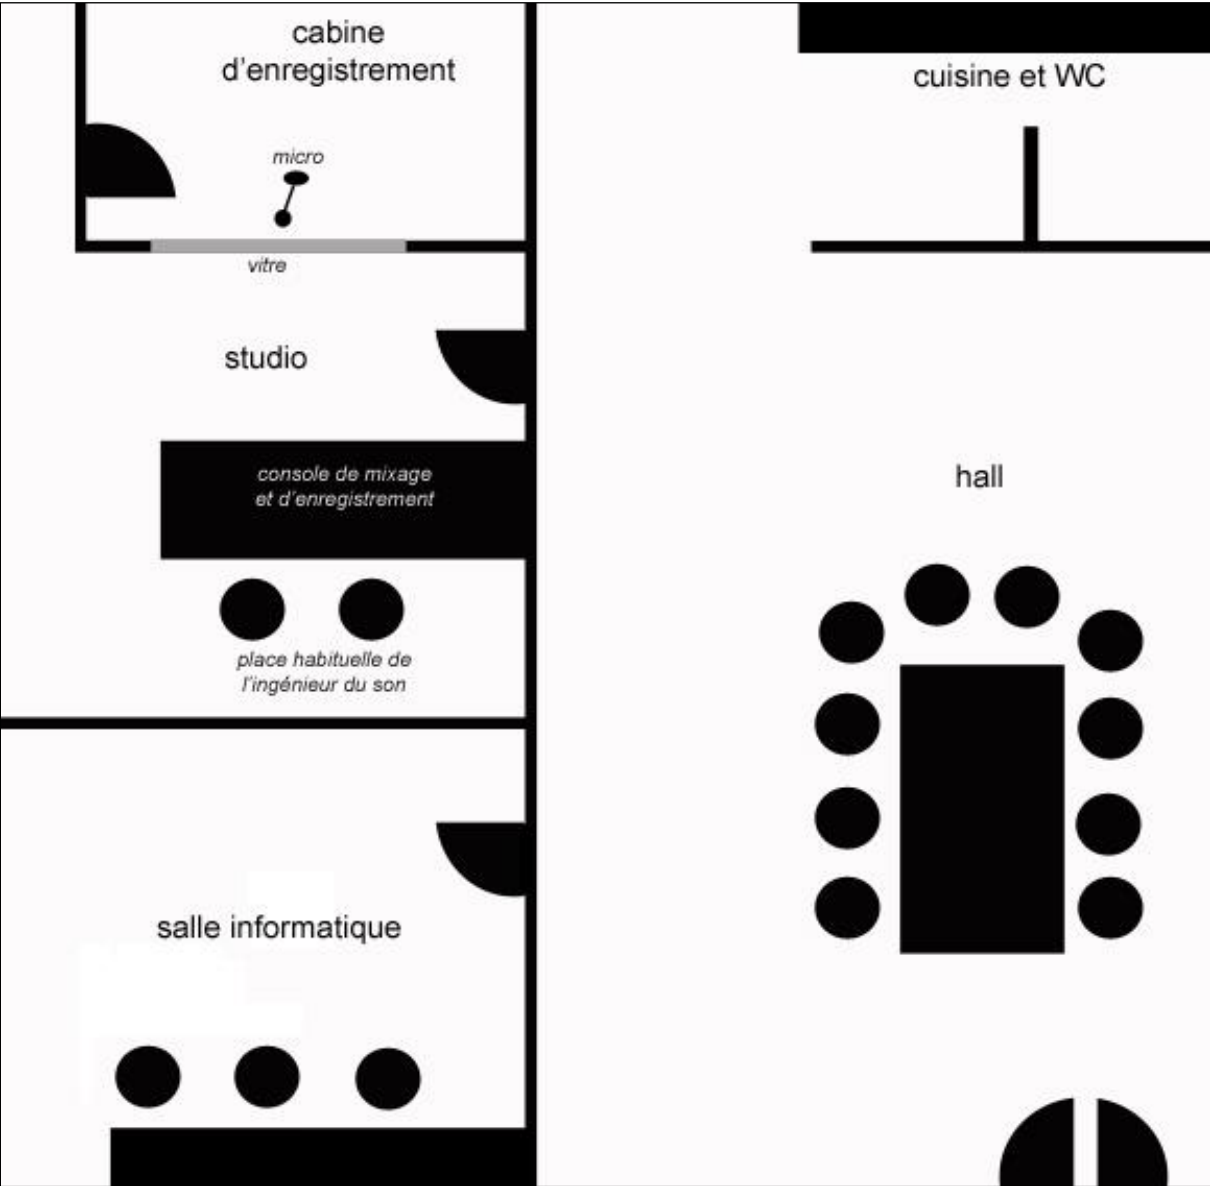 cabine
d'enregistrement
micro
vitre
studio
console de mixage
et d'enregistrement
place habituelle de
l'ingénieur du son
salle informatique
cuisine et WC
hall